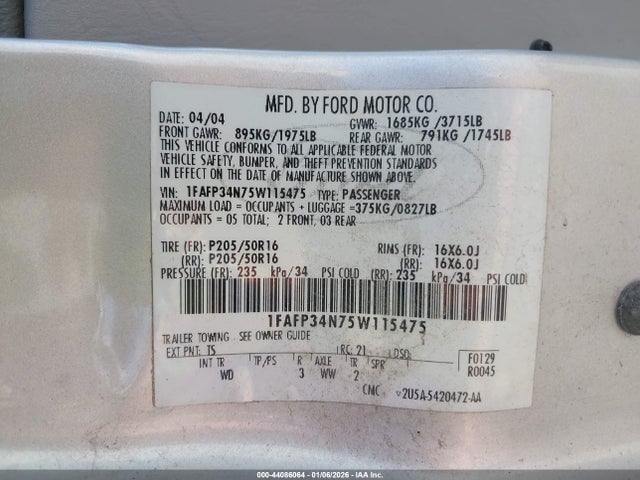 MFD. BY FORD MOTOR CO.
DATE: 04/04 GVWR: 1685KG /3715LB
FRONT GAWR: 895KG/1975LB REAR GAWR: 791KG /1745LB
THIS VEHICLE CONFORMS TO ALL APPLICABLE FEDERAL MOTOR
VEHICLE SAFETY, BUMPER, AND THEFT PREVENTION STANDARDS
IN EFFECT ON THE DATE OF MANUFACTURE SHOWN ABOVE.
VIN: 1FAFP34N75W115475 TYPE: PASSENGER
MAXIMUM LOAD = OCCUPANTS + LUGGAGE =375KG/0827LB
OCCUPANTS = 05 TOTAL; 2 FRONT, 03 REAR
TIRE (FR): P205/50R16 RIMS (FR): 16X6.0J
(RR): P205/50R16 (RR): 16X6.0J
PRESSURE (FR): 235 kPa/34 PSI COLD (RR): 235 kPa/34 PSI COLD
1FAFP34N75W115475
TRAILER TOWING - SEE OWNER GUIDE
EXT PNT: TS RC: 21 DSO: F0129
INT TR TP/PS R AXLE TR SPR R0045
WD 3 WW 2
CMC 2U5A-5420472-AA
000-44086064 - 01/06/2026 - IAA Inc.